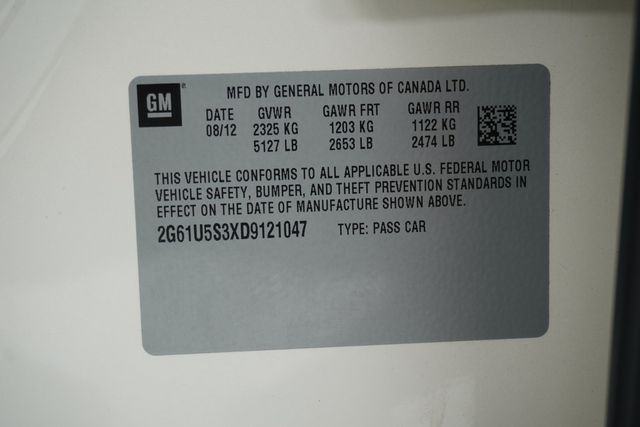 GM
MFD BY GENERAL MOTORS OF CANADA LTD.
DATE GVWR GAWR FRT GAWR RR
08/12 2325 KG 1203 KG 1122 KG
5127 LB 2653 LB 2474 LB
THIS VEHICLE CONFORMS TO ALL APPLICABLE U.S. FEDERAL MOTOR
VEHICLE SAFETY, BUMPER, AND THEFT PREVENTION STANDARDS IN
EFFECT ON THE DATE OF MANUFACTURE SHOWN ABOVE.
2G61U5S3XD9121047 TYPE: PASS CAR